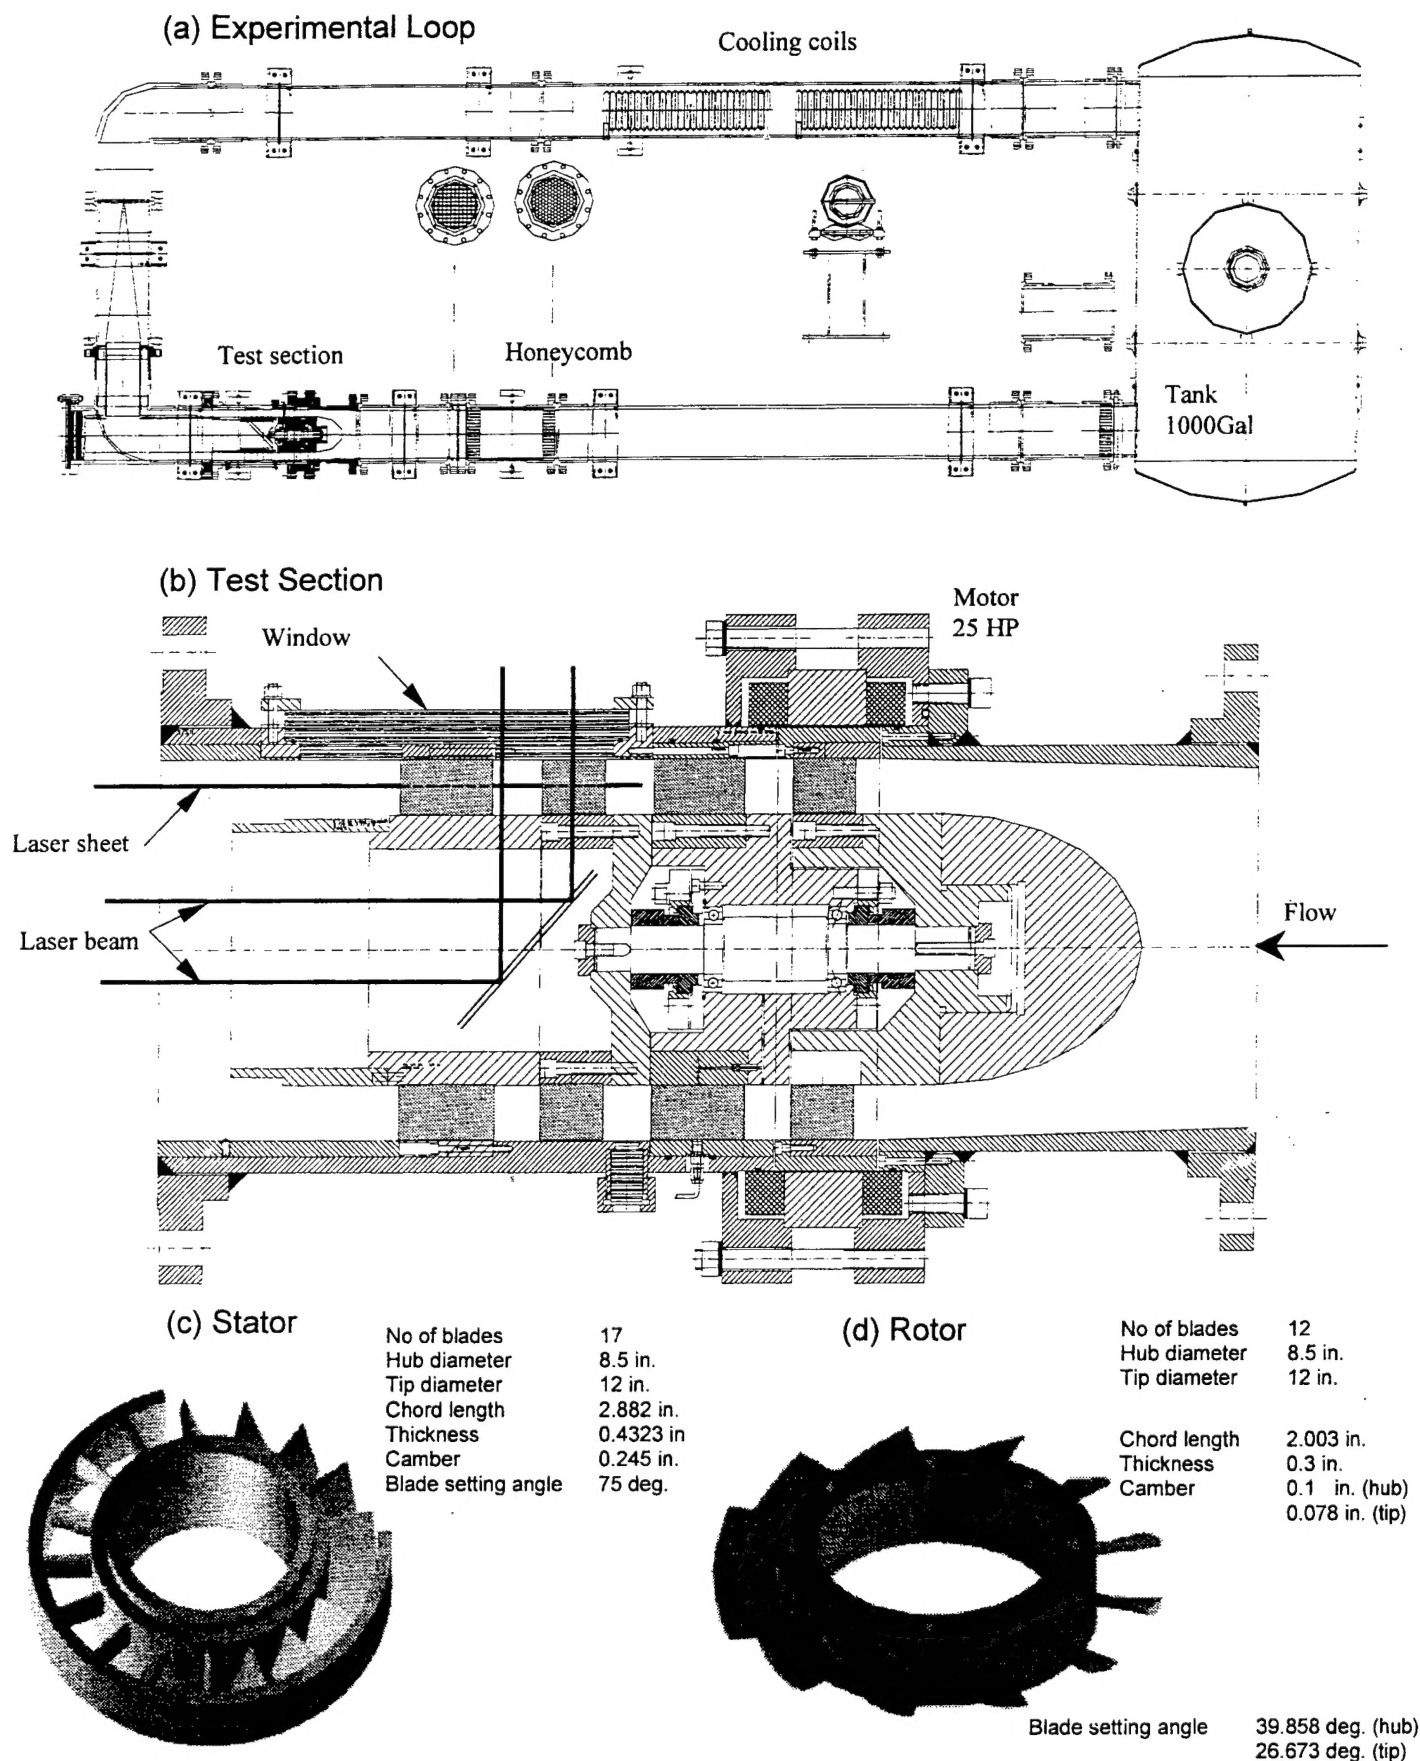 (a) Experimental Loop
Cooling coils
Test section
Honeycomb
Tank
1000Gal
(b) Test Section
Motor
25 HP
Window
Laser sheet
Laser beam
Flow
(c) Stator
No of blades 17
Hub diameter 8.5 in.
Tip diameter 12 in.
Chord length 2.882 in.
Thickness 0.4323 in
Camber 0.245 in.
Blade setting angle 75 deg.
(d) Rotor
No of blades 12
Hub diameter 8.5 in.
Tip diameter 12 in.
Chord length 2.003 in.
Thickness 0.3 in.
Camber 0.1 in. (hub)
0.078 in. (tip)
Blade setting angle 39.858 deg. (hub)
26.673 deg. (tip)